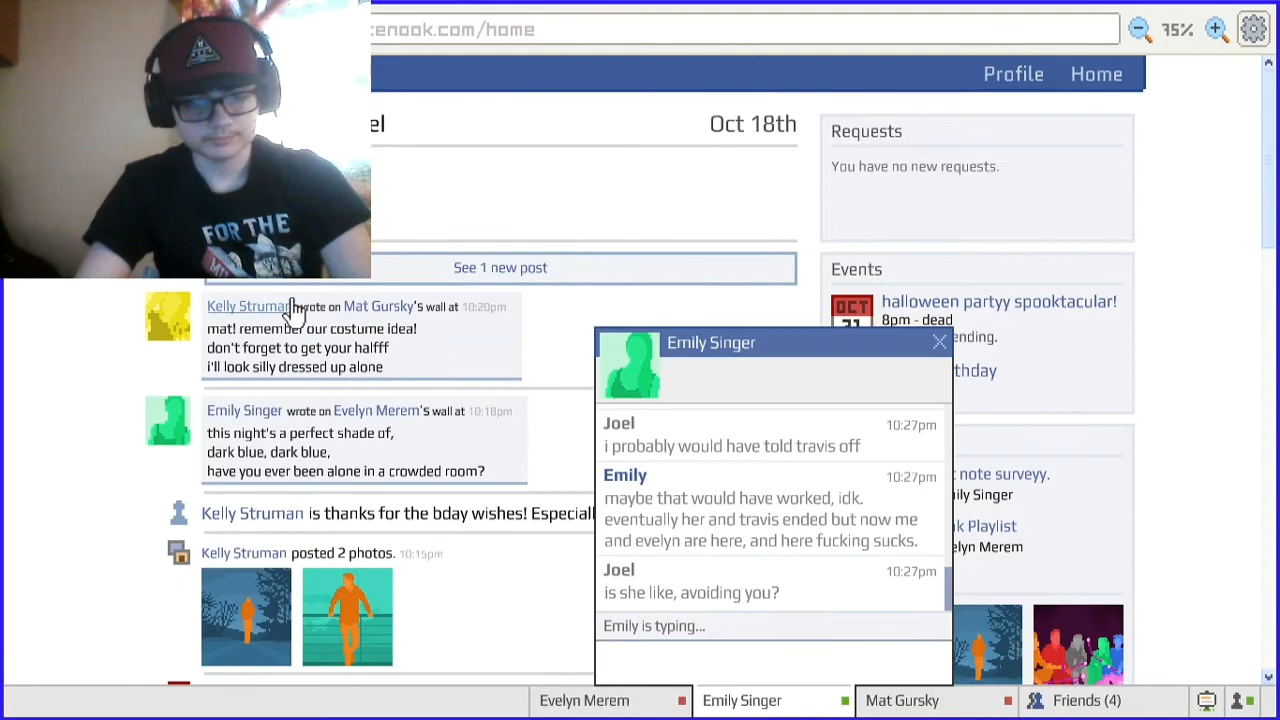 enook.com/home
75%
Profile Home
el
Oct 18th
Requests
You have no new requests.
FOR THE
See 1 new post
Events
OCT
31
halloween partyy spooktacular!
8pm - dead
ending.
thday
Kelly Struman wrote on Mat Gursky's wall at 10:20pm
mat! remember our costume idea!
don't forget to get your halfff
i'll look silly dressed up alone
Emily Singer wrote on Evelyn Merem's wall at 10:18pm
this night's a perfect shade of,
dark blue, dark blue,
have you ever been alone in a crowded room?
Kelly Struman is thanks for the bday wishes! Especial
Kelly Struman posted 2 photos. 10:15pm
Emily Singer
Joel 10:27pm
i probably would have told travis off
Emily 10:27pm
maybe that would have worked, idk.
eventually her and travis ended but now me
and evelyn are here, and here fucking sucks.
Joel 10:27pm
is she like, avoiding you?
Emily is typing...
note surveyy.
ily Singer
k Playlist
elyn Merem
Evelyn Merem
Emily Singer
Mat Gursky
Friends (4)